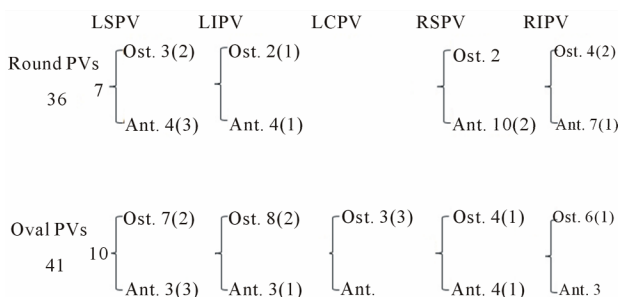 LSPV LIPV LCPV RSPV RIPV
Ost. 3(2) Ost. 2(1) Ost. 2 Ost. 4(2)
Round PVs
36 7
Ant. 4(3) Ant. 4(1) Ant. 10(2) Ant. 7(1)
Ost. 7(2) Ost. 8(2) Ost. 3(3) Ost. 4(1) Ost. 6(1)
Oval PVs
41 10
Ant. 3(3) Ant. 3(1) Ant. Ant. 4(1) Ant. 3